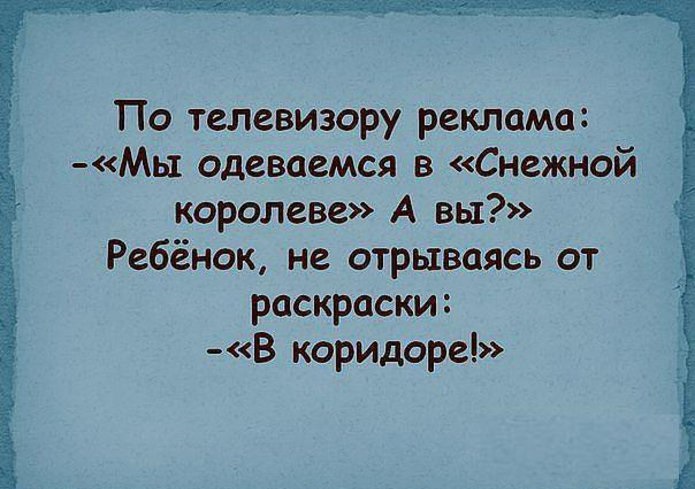 По телевизору реклама:
-«Мы одеваемся в «Снежной
королеве» А вы?»
Ребёнок, не отрываясь от
раскраски:
-«В коридоре!»